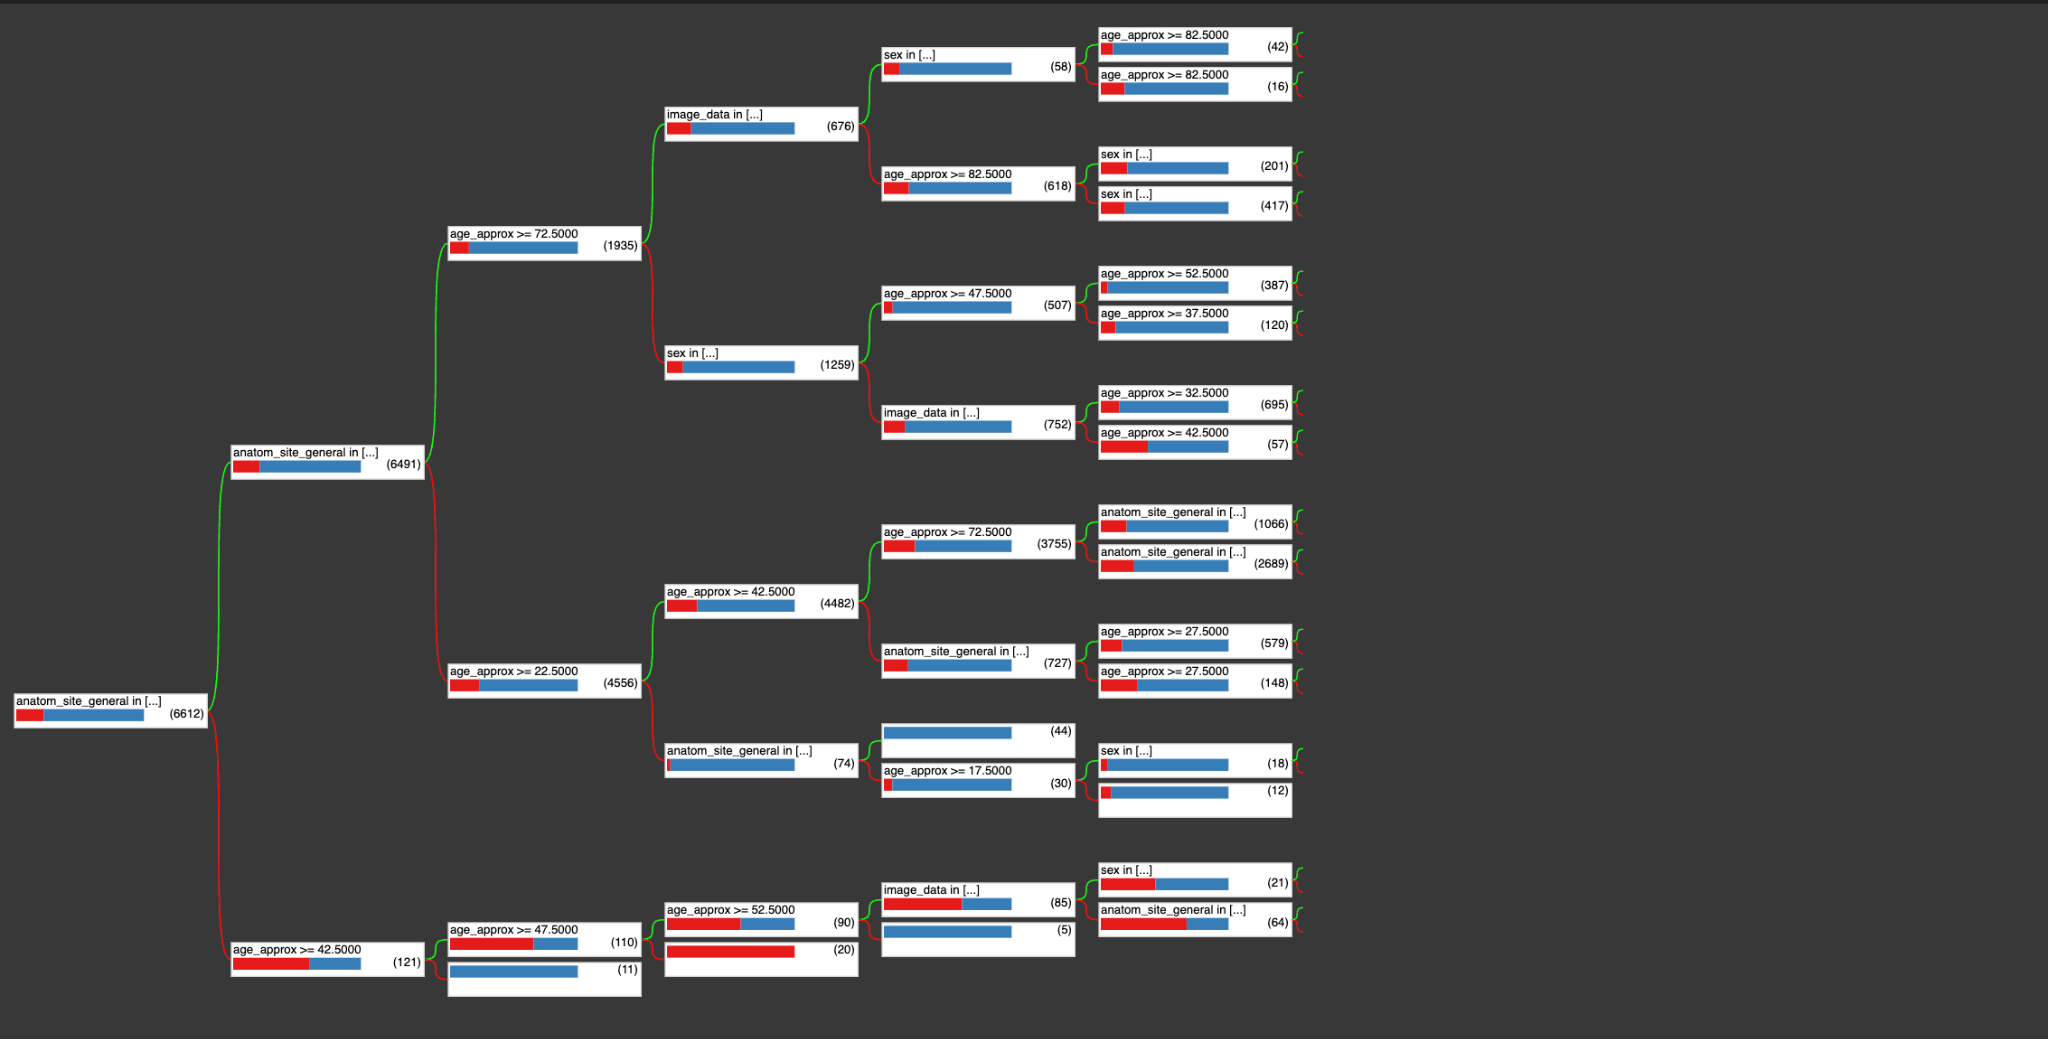 anatom_site_general in [...]
(6612)
anatom_site_general in [...]
(6491)
age_approx >= 42.5000
(121)
age_approx >= 72.5000
(1935)
age_approx >= 22.5000
(4556)
age_approx >= 47.5000
(110)
(11)
image_data in [...]
(676)
sex in [...]
(1259)
age_approx >= 42.5000
(4482)
anatom_site_general in [...]
(74)
age_approx >= 52.5000
(90)
(20)
sex in [...]
(58)
age_approx >= 82.5000
(618)
age_approx >= 47.5000
(507)
image_data in [...]
(752)
age_approx >= 72.5000
(3755)
anatom_site_general in [...]
(727)
(44)
age_approx >= 17.5000
(30)
image_data in [...]
(85)
(5)
age_approx >= 82.5000
(42)
age_approx >= 82.5000
(16)
sex in [...]
(201)
sex in [...]
(417)
age_approx >= 52.5000
(387)
age_approx >= 37.5000
(120)
age_approx >= 32.5000
(695)
age_approx >= 42.5000
(57)
anatom_site_general in [...]
(1066)
anatom_site_general in [...]
(2689)
age_approx >= 27.5000
(579)
age_approx >= 27.5000
(148)
sex in [...]
(18)
(12)
sex in [...]
(21)
anatom_site_general in [...]
(64)